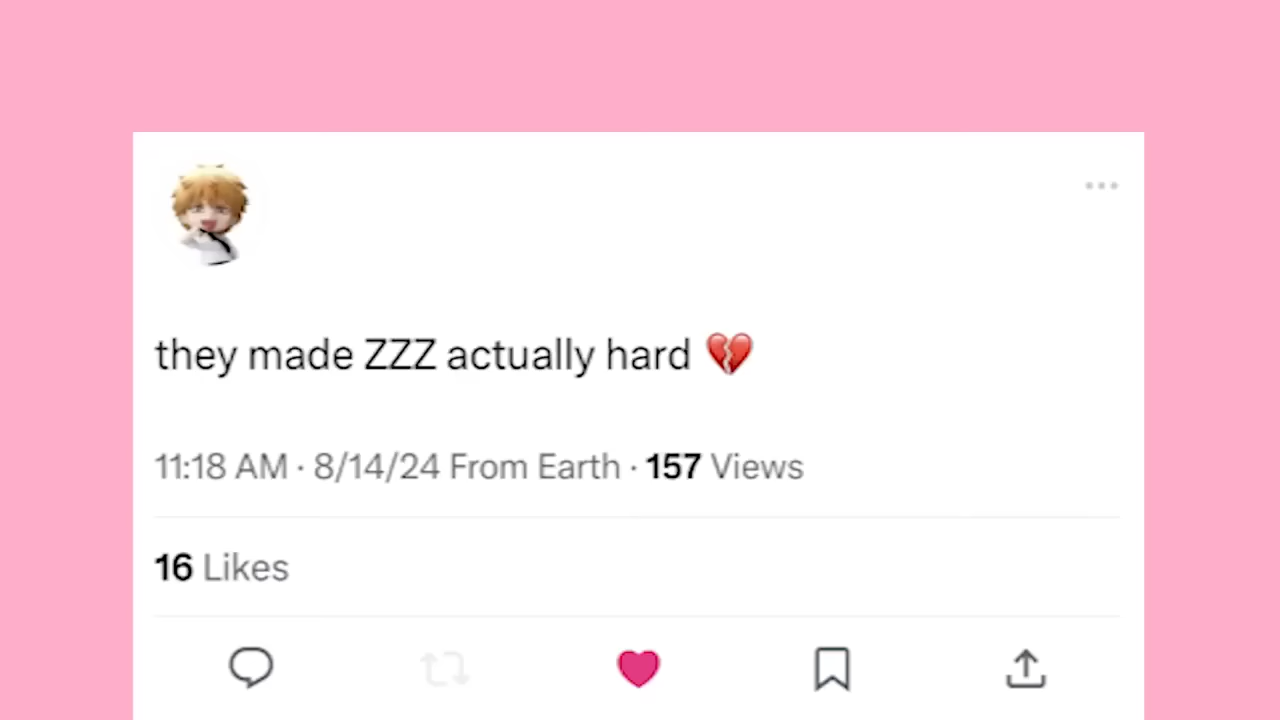 they made ZZZ actually hard 💔
11:18 AM · 8/14/24 From Earth · 157 Views
16 Likes